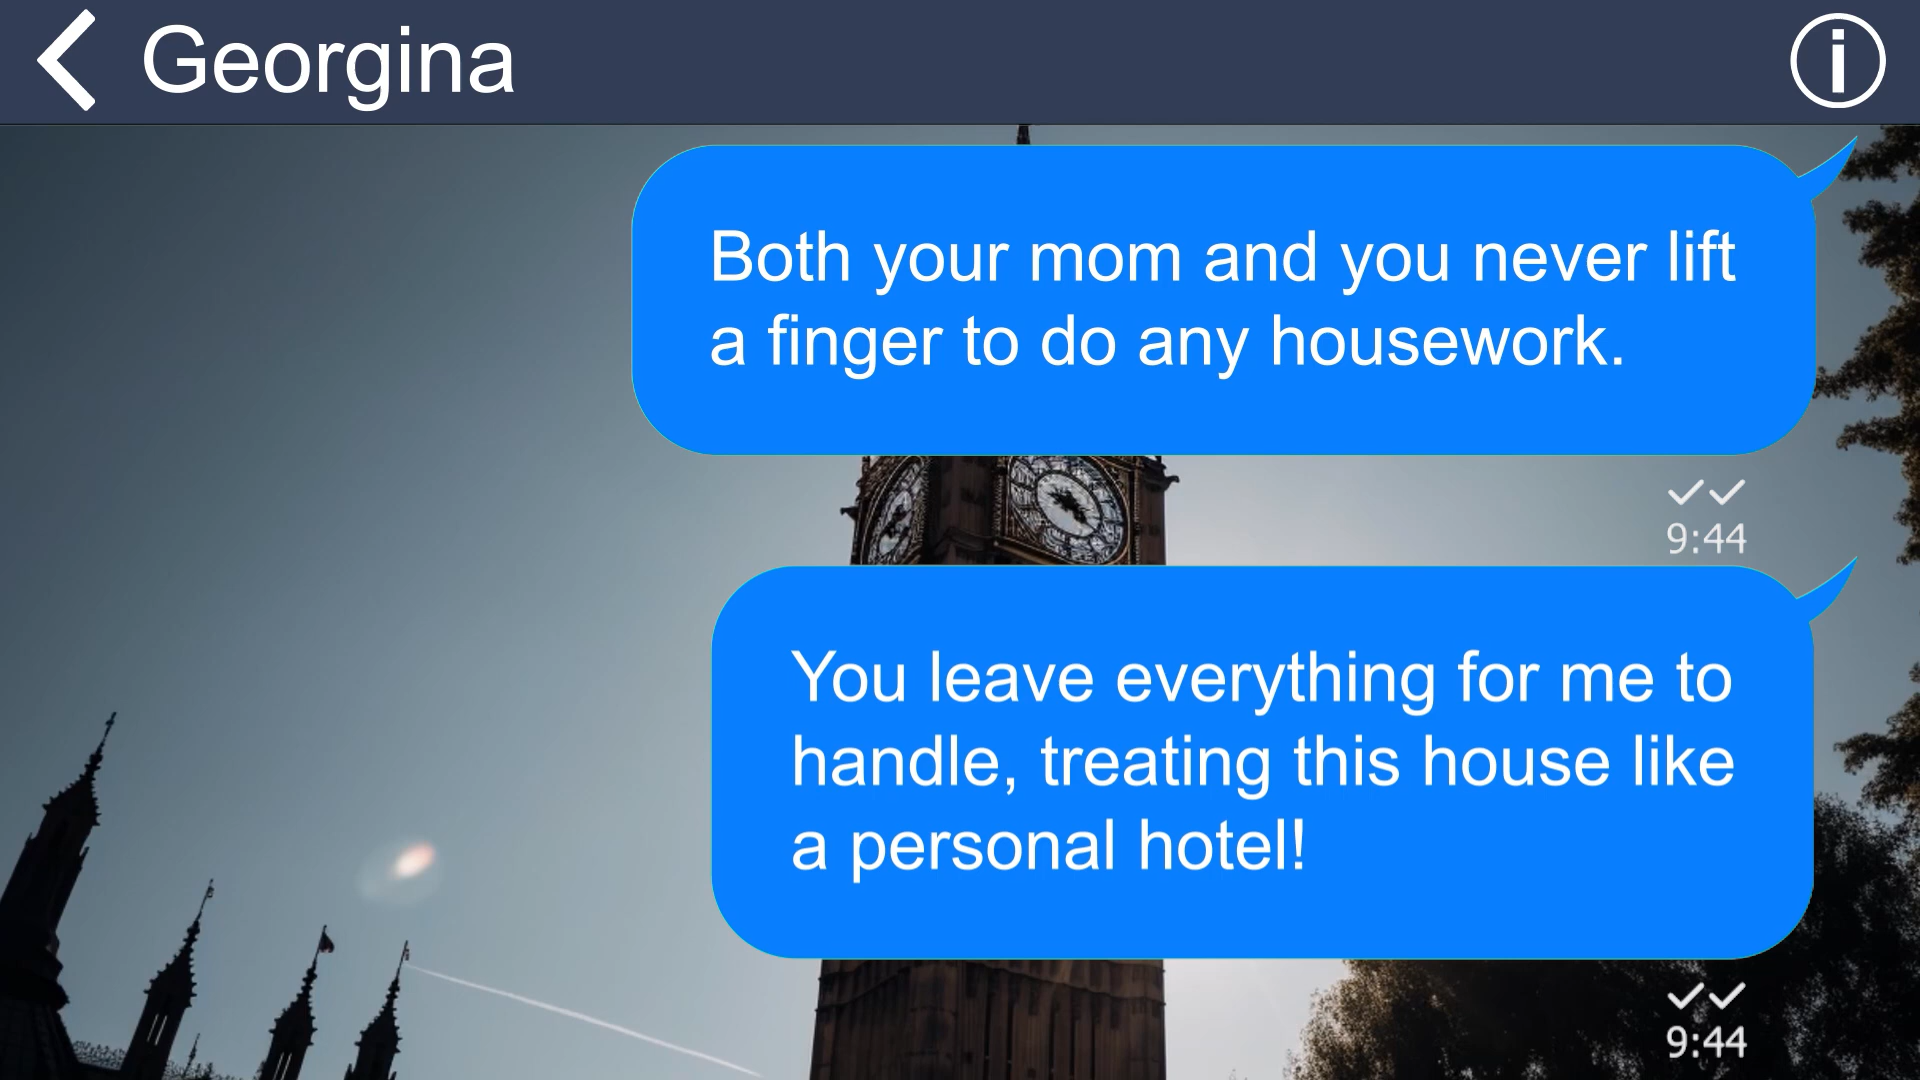 Georgina
Both your mom and you never lift
a finger to do any housework.
9:44
You leave everything for me to
handle, treating this house like
a personal hotel!
9:44